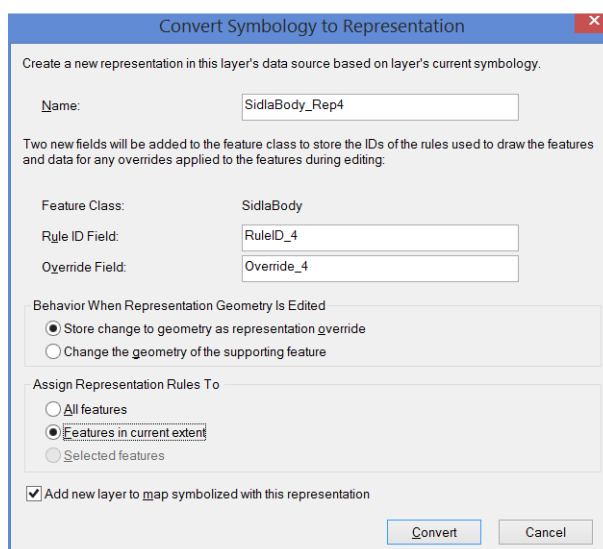 Convert Symbology to Representation
Create a new representation in this layer's data source based on layer's current symbology.
Name: SidlaBody_Rep4
Two new fields will be added to the feature class to store the IDs of the rules used to draw the features
and data for any overrides applied to the features during editing:
Feature Class: SidlaBody
Rule ID Field: RuleID_4
Override Field: Override_4
Behavior When Representation Geometry Is Edited
Store change to geometry as representation override
Change the geometry of the supporting feature
Assign Representation Rules To
All features
Features in current extent
Selected features
Add new layer to map symbolized with this representation
Convert Cancel